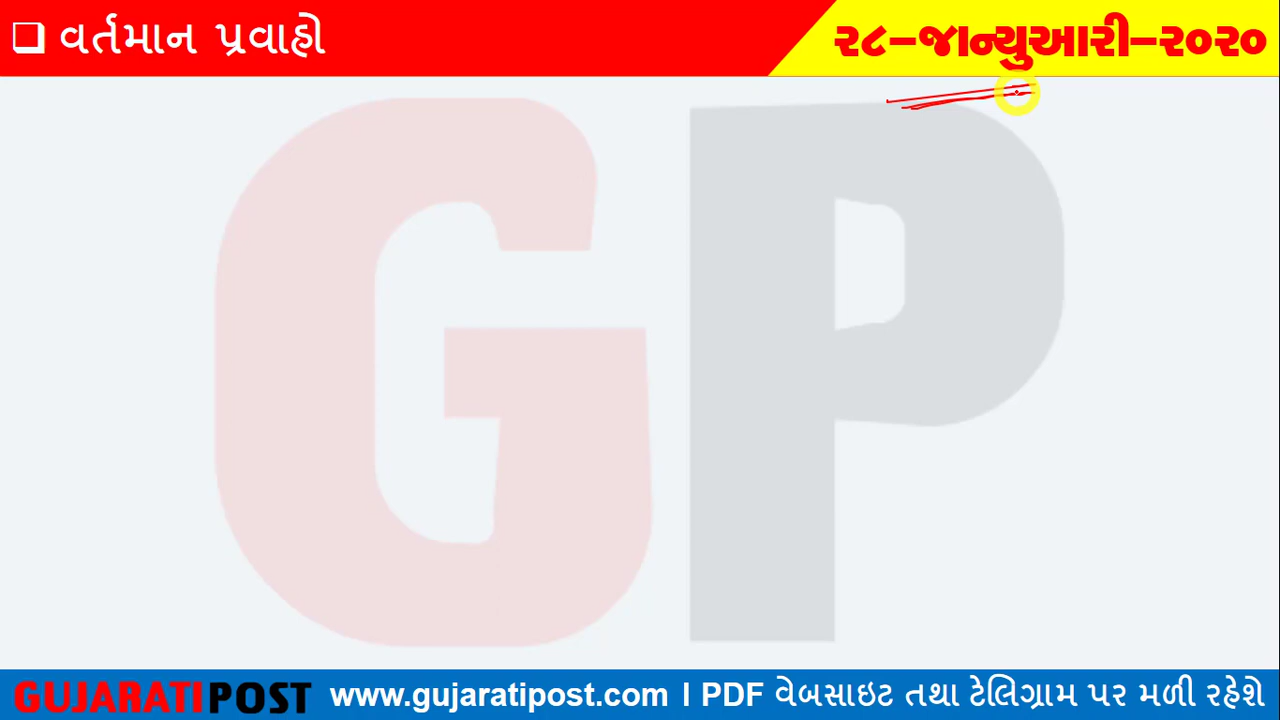 ❑ વર્તમાન પ્રવાહો
૨૮-જાન્યુઆરી-૨૦૨૦
GP
GUJARATIPOST www.gujaratipost.com I PDF વેબસાઇટ તથા ટેલિગ્રામ પર મળી રહેશે